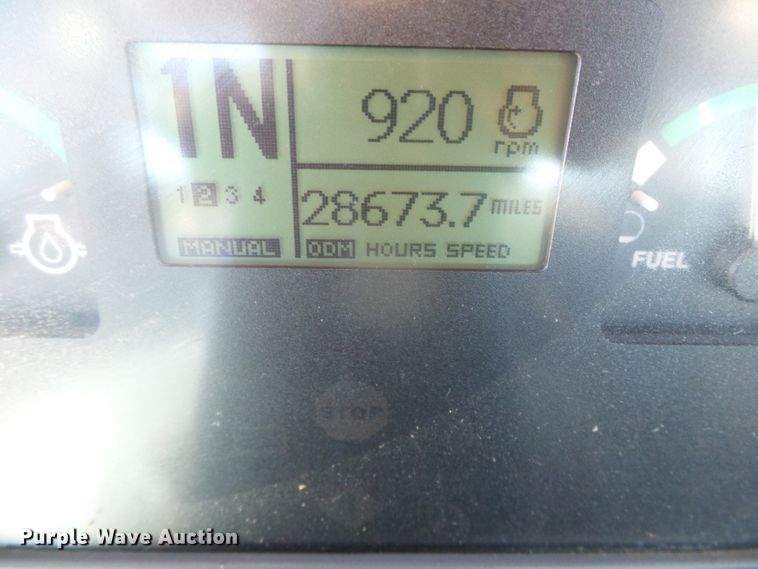 1N
920
rpm
1 2 3 4
28673.7 MILES
MANUAL
ODM HOURS SPEED
FUEL
STOP
Purple Wave Auction